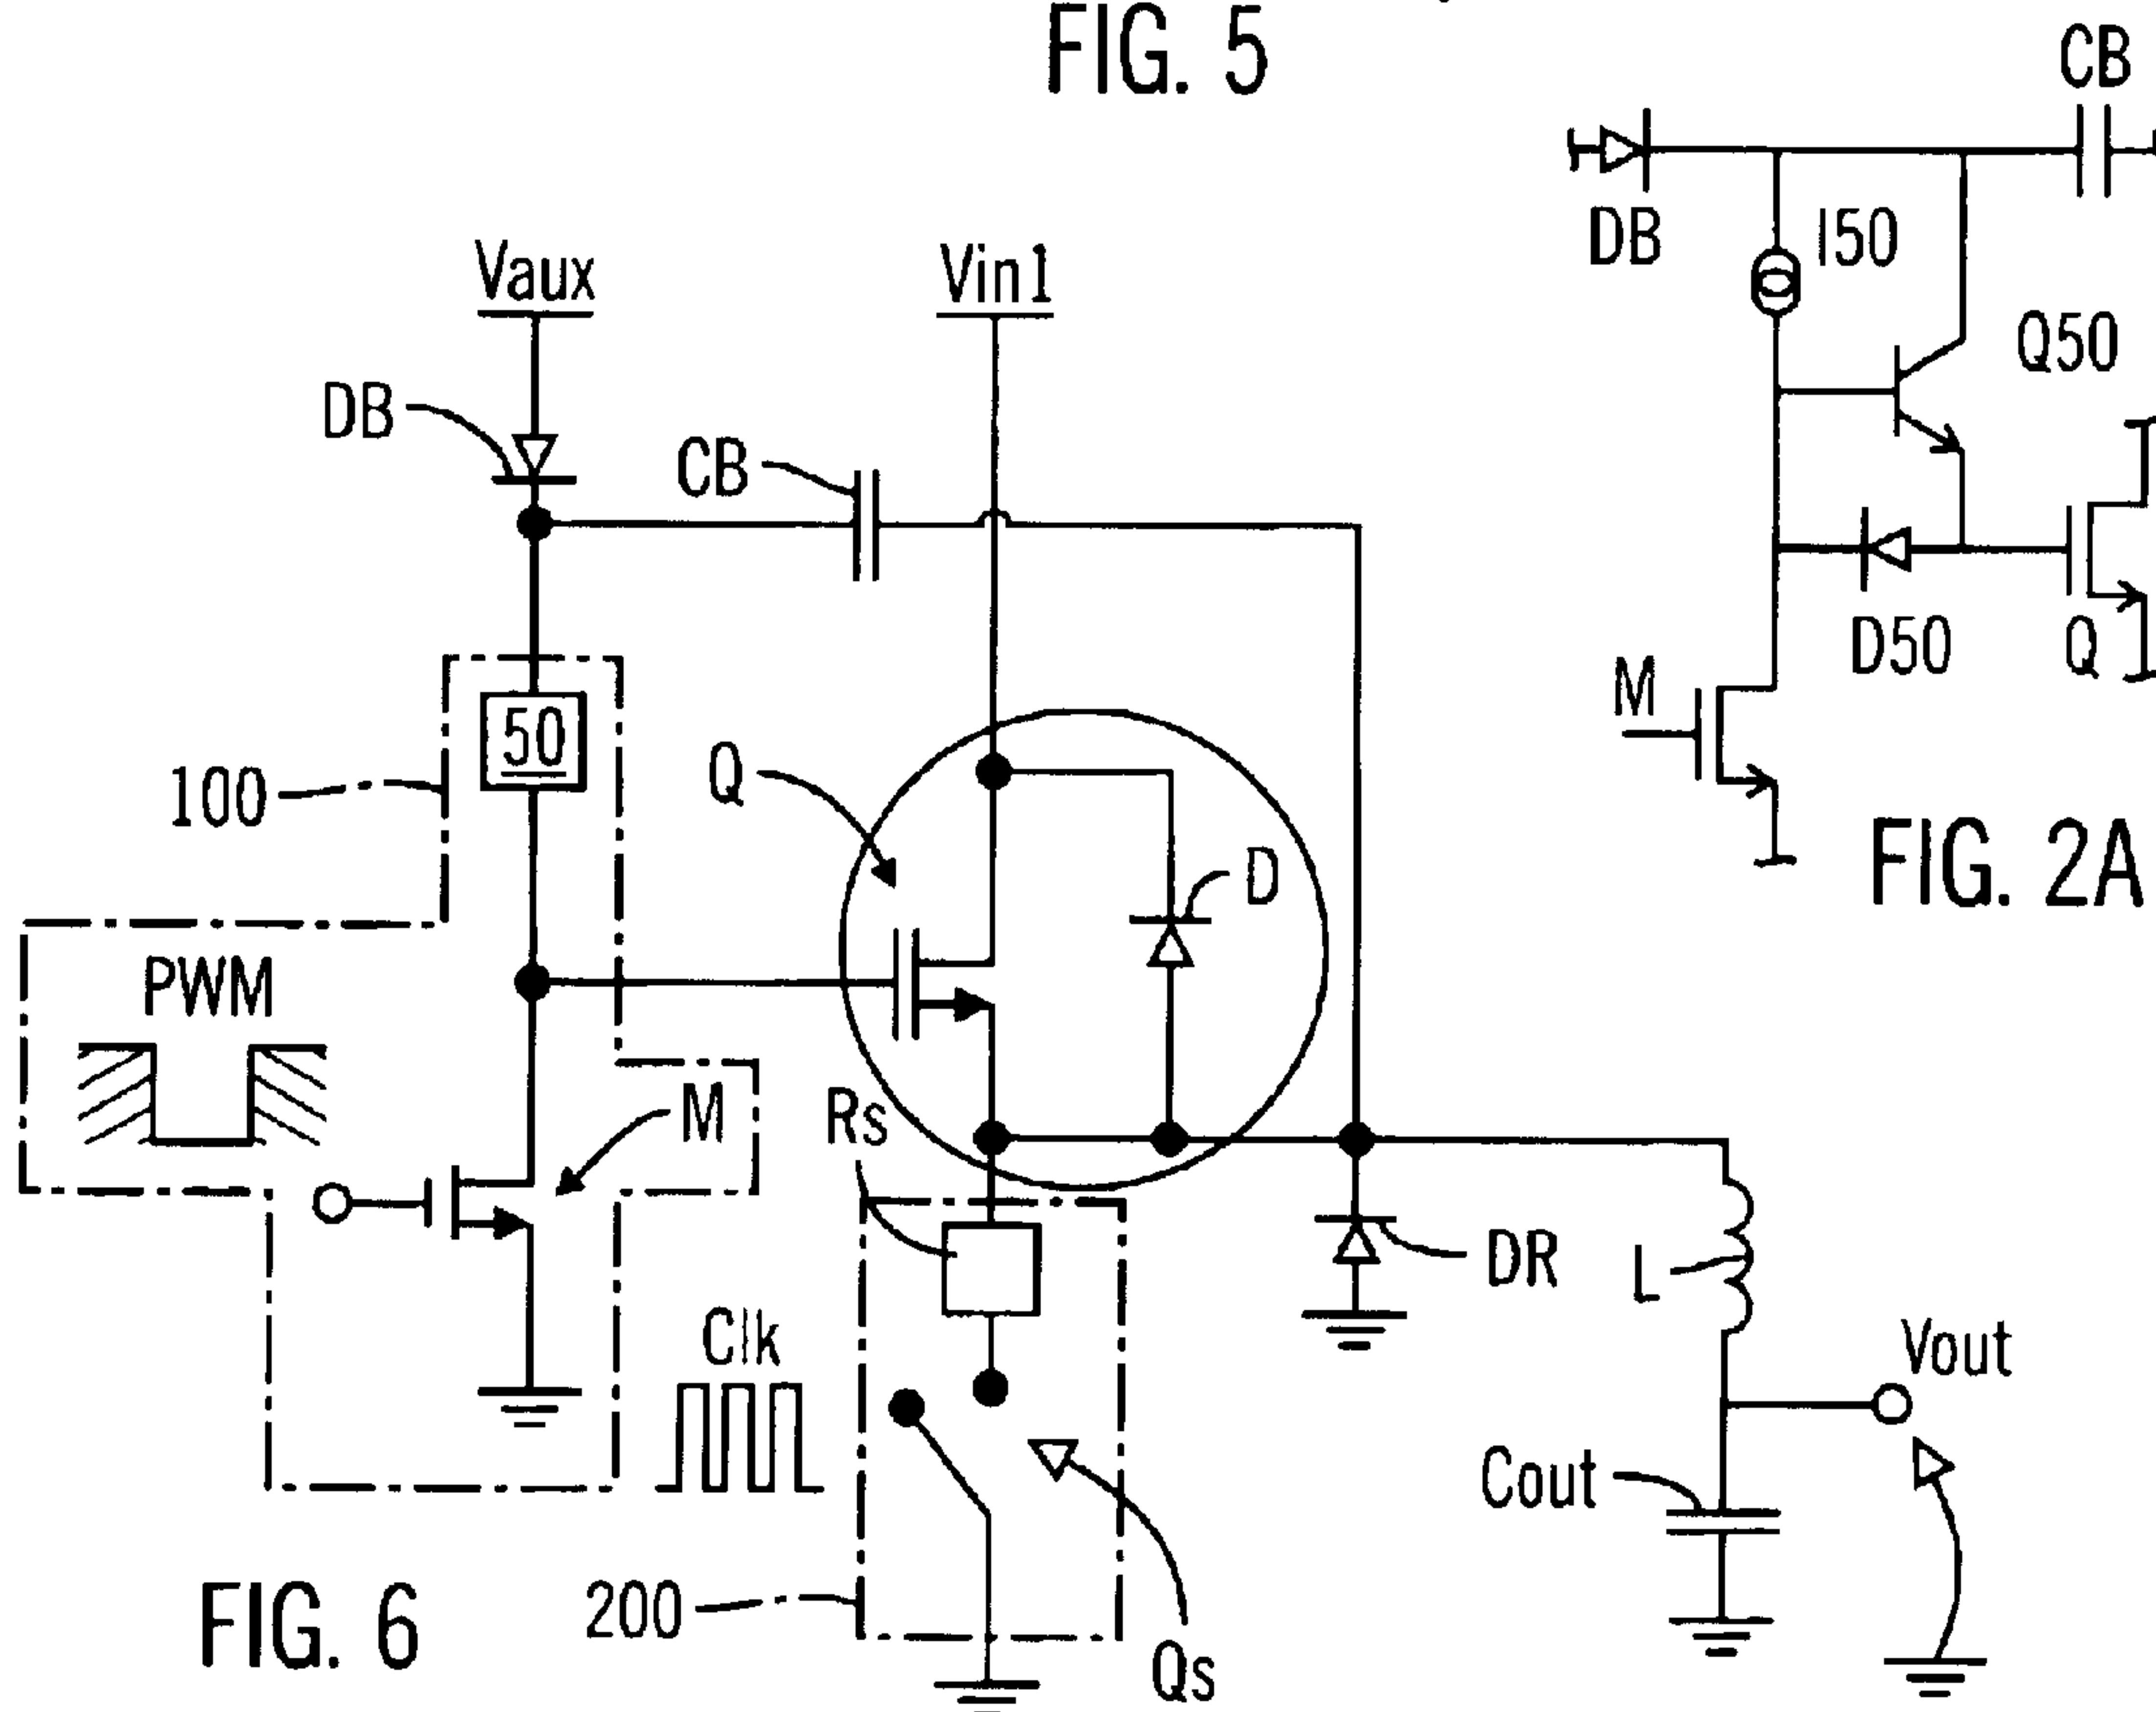 FIG. 5
CB
DB
I50
Q50
D50
Q
M
FIG. 2A
Vaux
Vin1
DB
CB
50
100
Q
D
PWM
M
Rs
DR
L
Clk
Vout
Cout
200
Qs
FIG. 6